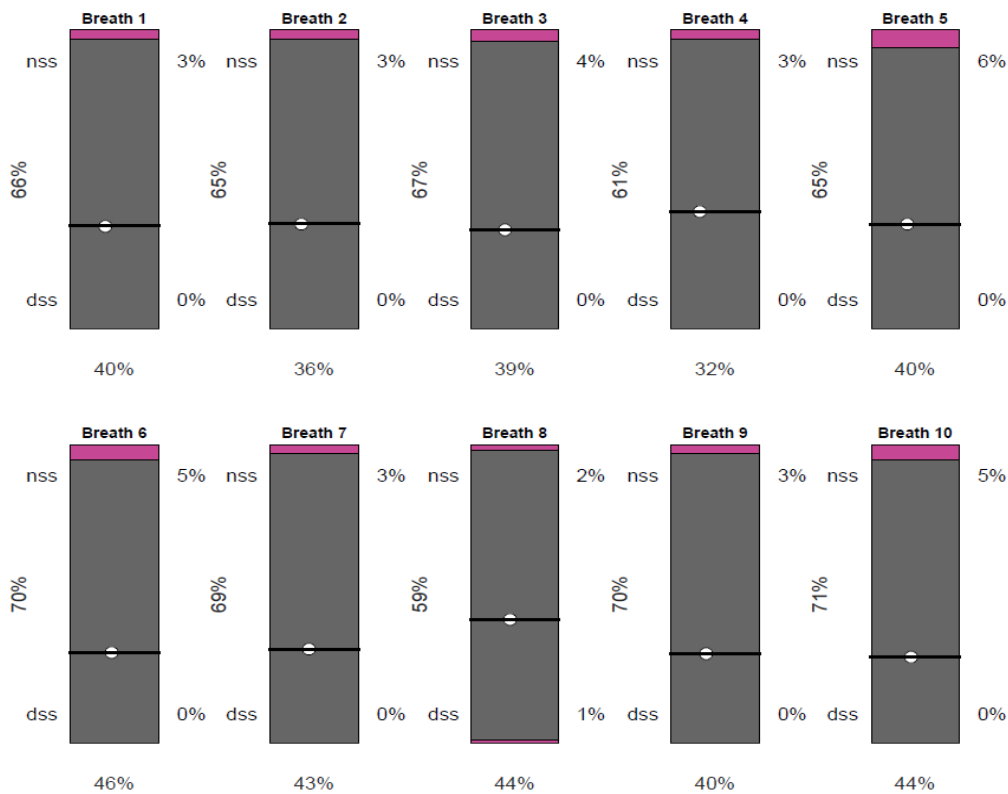 Breath 1 Breath 2 Breath 3 Breath 4 Breath 5
nss 3% nss 3% nss 4% nss 3% nss 6%
66% 65% 67% 61% 65%
dss 0% dss 0% dss 0% dss 0% dss 0%
40% 36% 39% 32% 40%
Breath 6 Breath 7 Breath 8 Breath 9 Breath 10
nss 5% nss 3% nss 2% nss 3% nss 5%
70% 69% 59% 70% 71%
dss 0% dss 0% dss 1% dss 0% dss 0%
46% 43% 44% 40% 44%